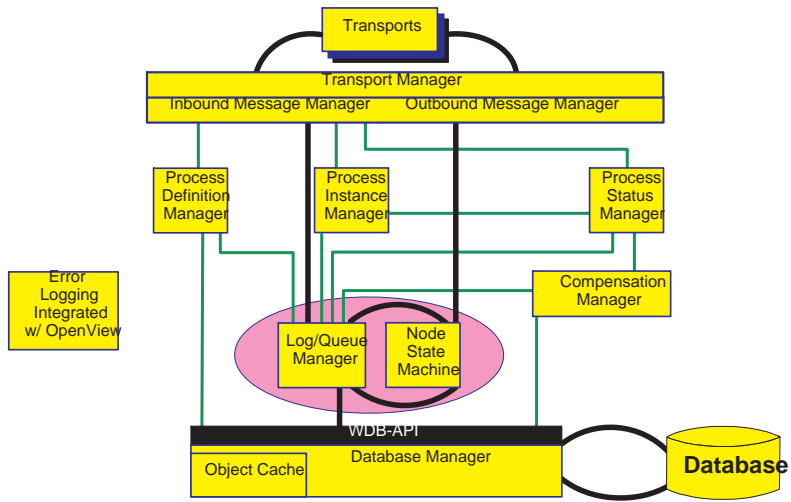 Transports
Transport Manager
Inbound Message Manager
Outbound Message Manager
Process
Definition
Manager
Process
Instance
Manager
Process
Status
Manager
Error
Logging
Integrated
w/ OpenView
Compensation
Manager
Log/Queue
Manager
Node
State
Machine
WDB-API
Database Manager
Object Cache
Database